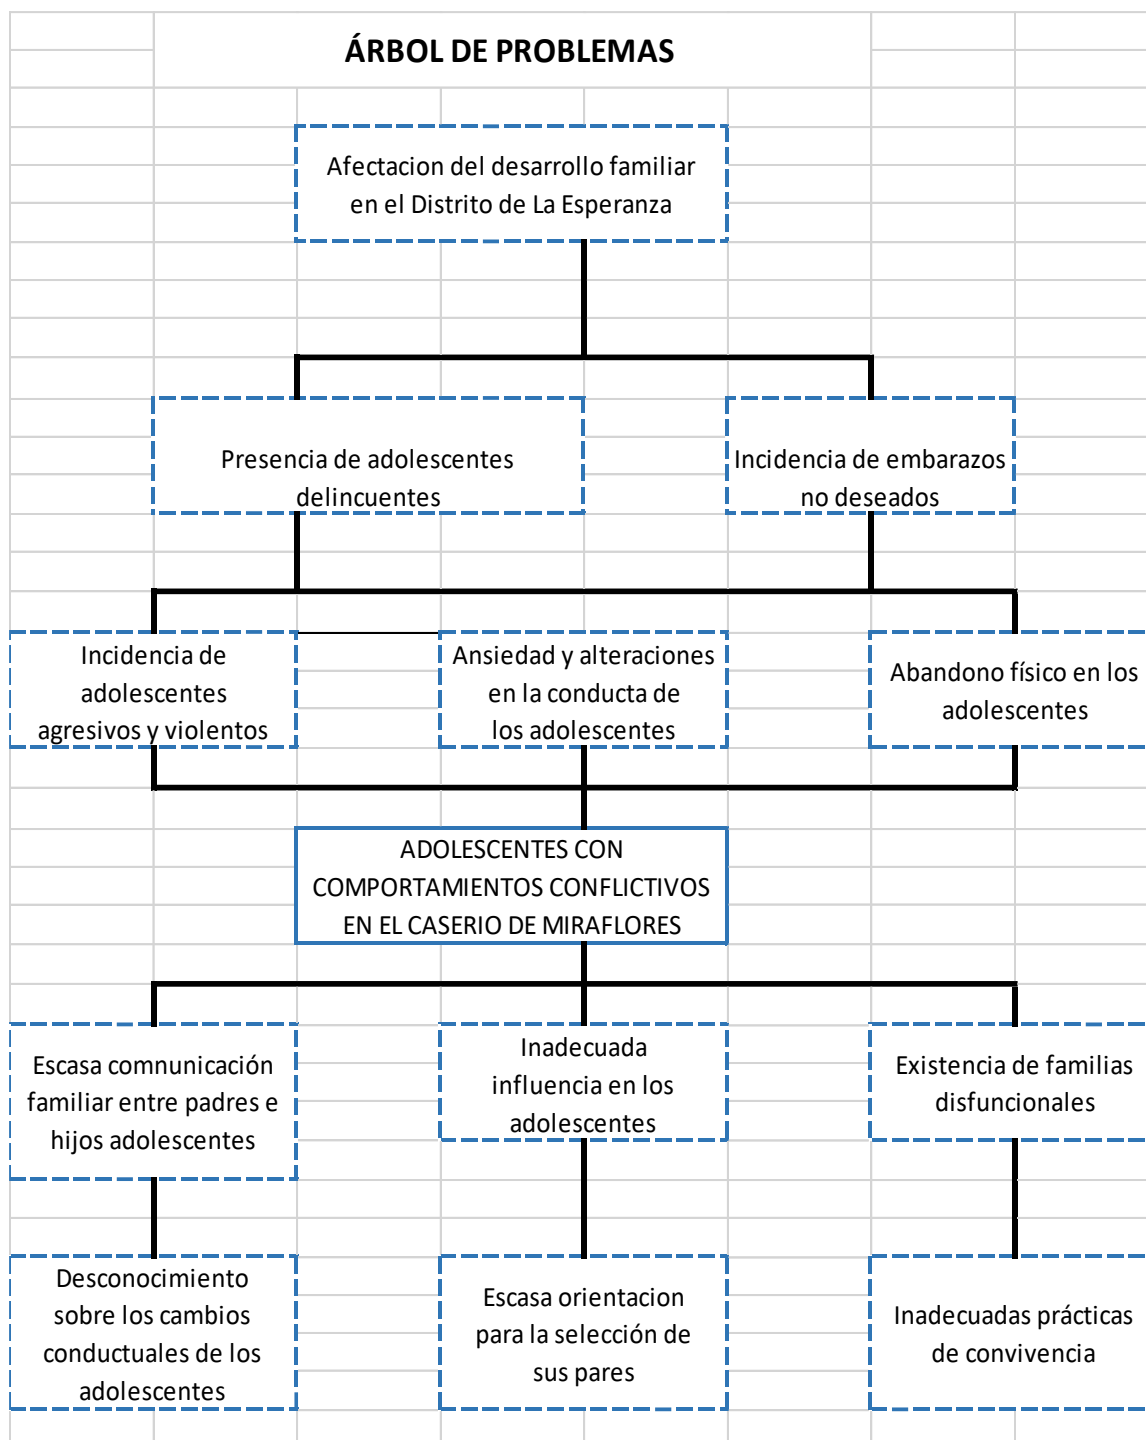 ÁRBOL DE PROBLEMAS
Afectacion del desarrollo familiar
en el Distrito de La Esperanza
Presencia de adolescentes
delincuentes
Incidencia de embarazos
no deseados
Incidencia de
adolescentes
agresivos y violentos
Ansiedad y alteraciones
en la conducta de
los adolescentes
Abandono físico en los
adolescentes
ADOLESCENTES CON
COMPORTAMIENTOS CONFLICTIVOS
EN EL CASERIO DE MIRAFLORES
Escasa comnunicación
familiar entre padres e
hijos adolescentes
Inadecuada
influencia en los
adolescentes
Existencia de familias
disfuncionales
Desconocimiento
sobre los cambios
conductuales de los
adolescentes
Escasa orientacion
para la selección de
sus pares
Inadecuadas prácticas
de convivencia